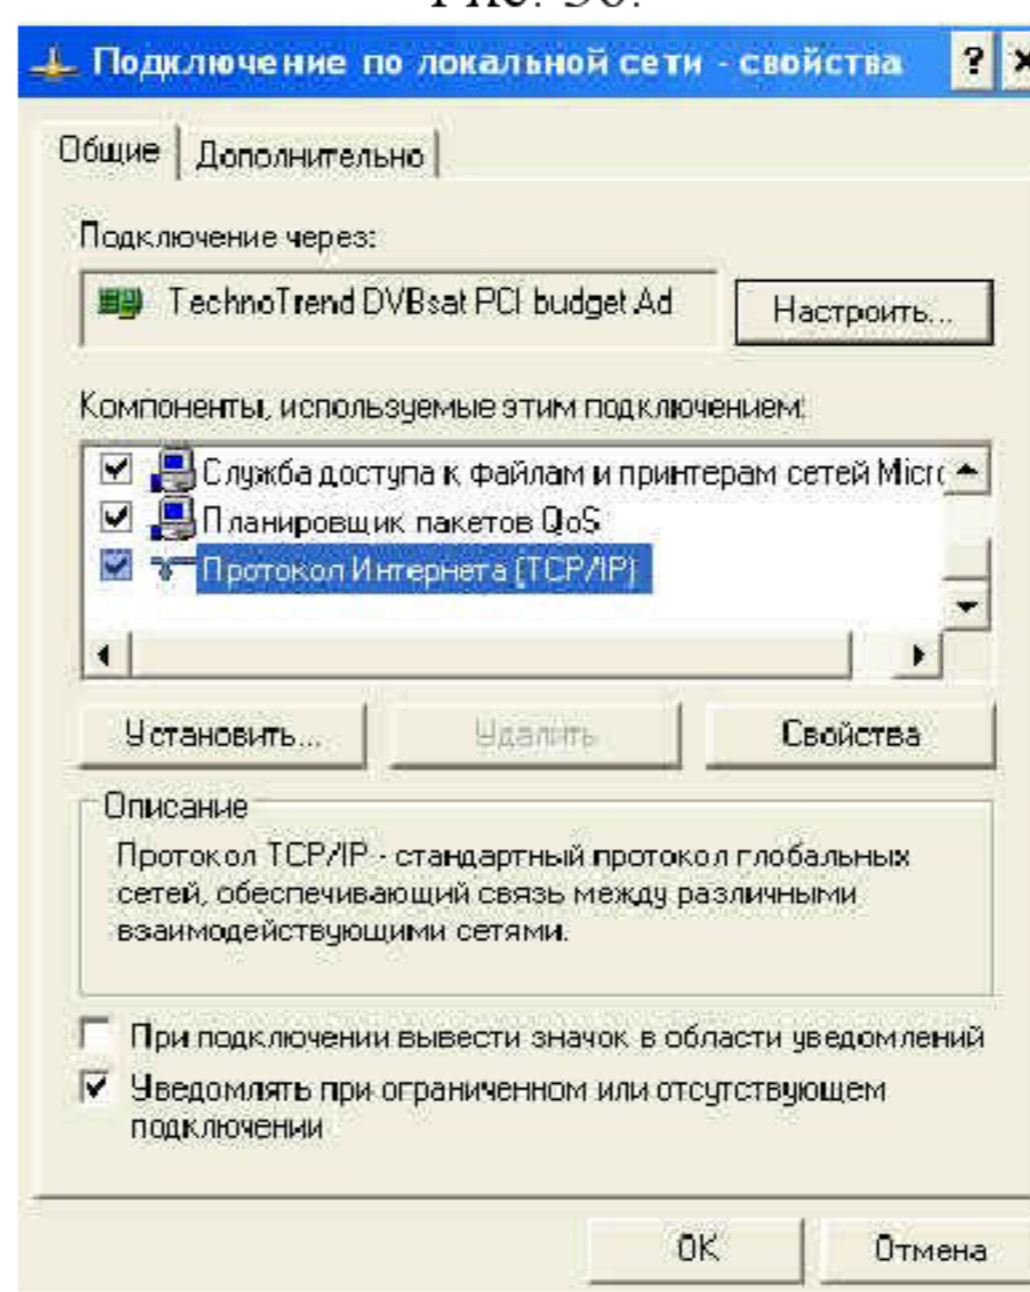 Рис. 36.
Подключение по локальной сети - свойства
Общие
Дополнительно
Подключение через:
TechnoTrend DVBsat PCI budget Ad
Настроить...
Компоненты, используемые этим подключением:
Служба доступа к файлам и принтерам сетей Micr
Планировщик пакетов QoS
Протокол Интернета (TCP/IP)
Установить...
Удалить
Свойства
Описание
Протокол TCP/IP - стандартный протокол глобальных
сетей, обеспечивающий связь между различными
взаимодействующими сетями.
При подключении вывести значок в области уведомлений
Уведомлять при ограниченном или отсутствующем
подключении
OK
Отмена